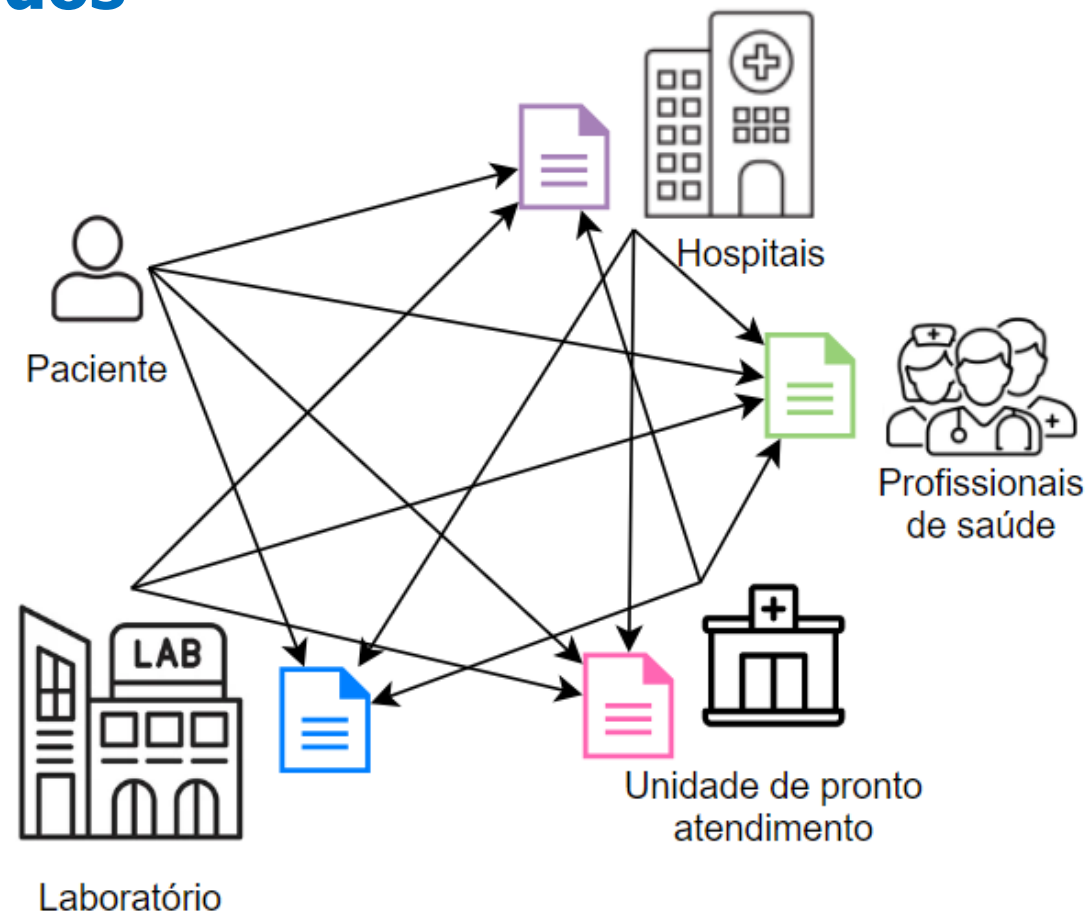 Hospitais
Paciente
Profissionais
de saúde
LAB
Unidade de pronto
atendimento
Laboratório